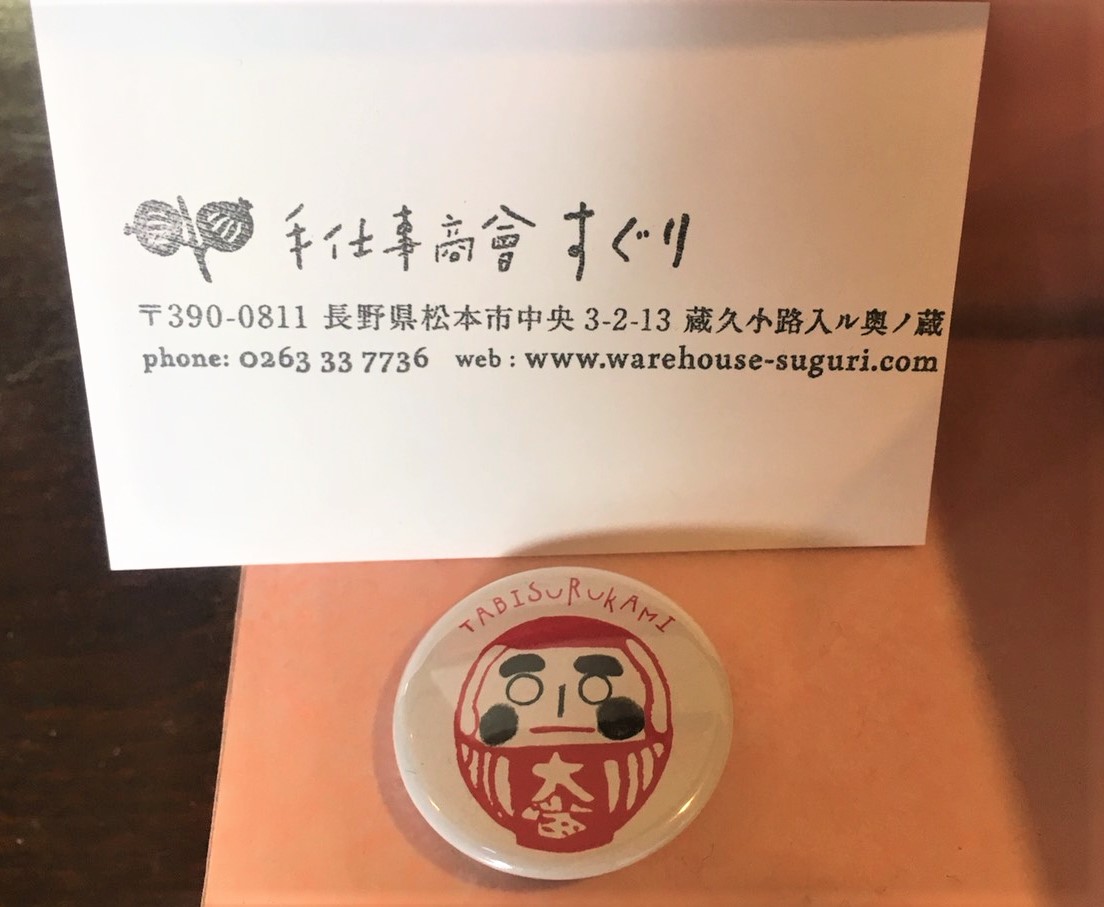 手仕事商會 すぐり
〒390-0811 長野県松本市中央 3-2-13 蔵久小路入ル奥ノ蔵
phone: 0263 33 7736 web : www.warehouse-suguri.com
TABISURUKAMI
大
當